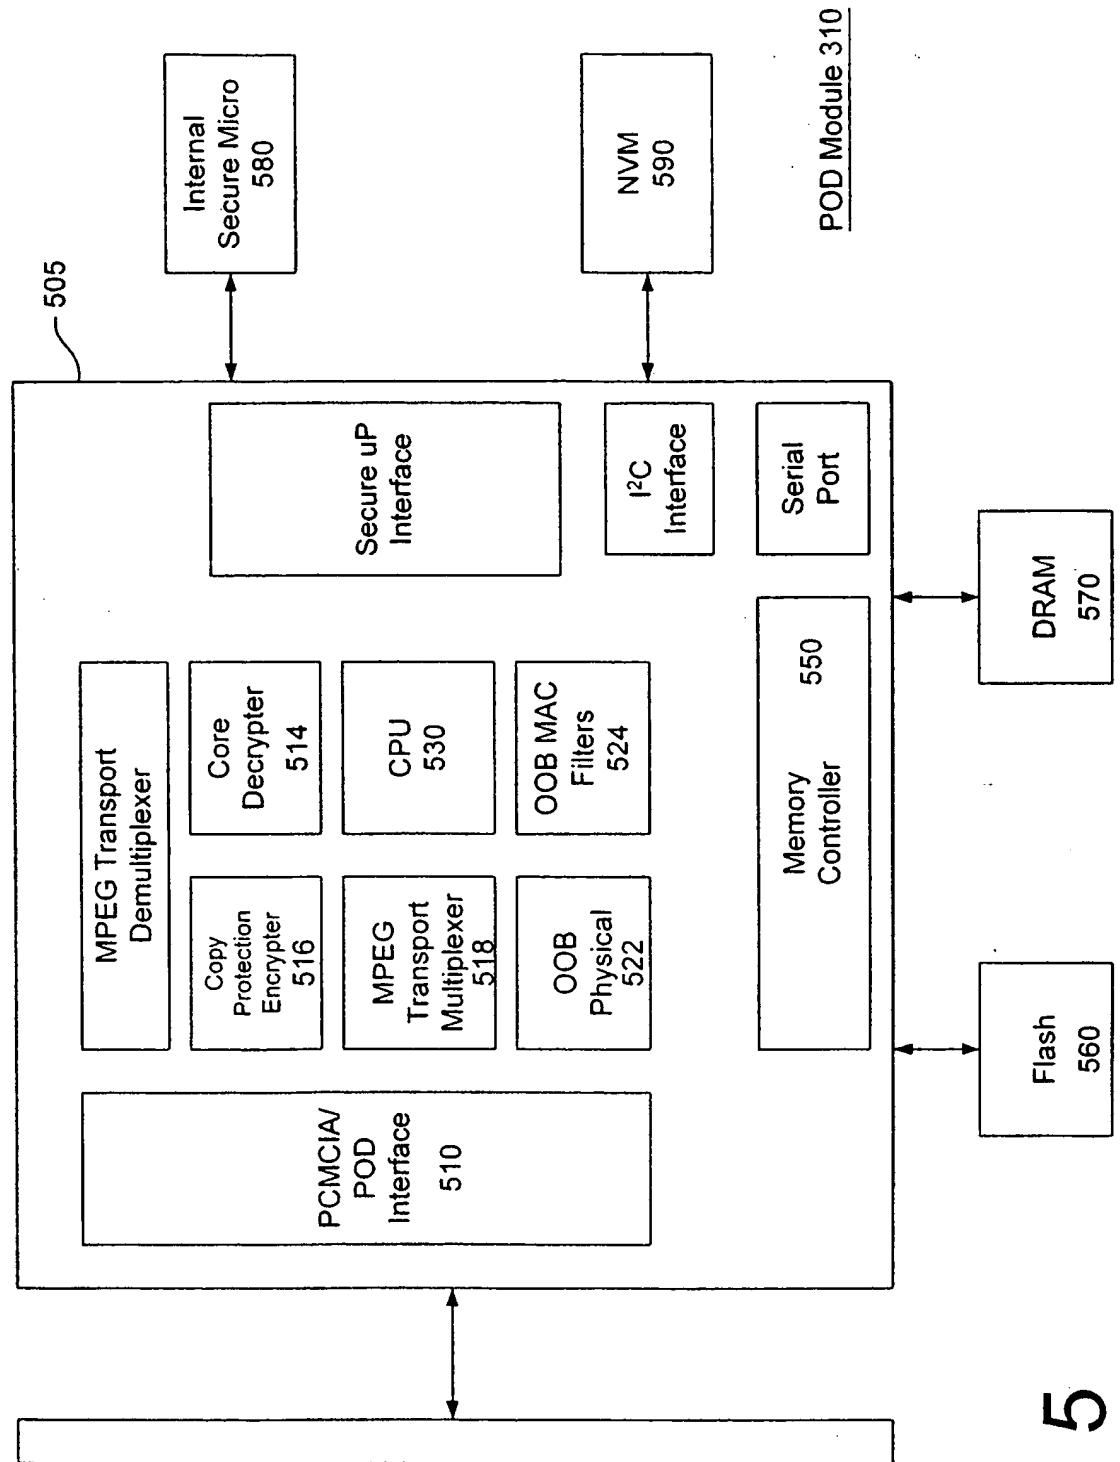 MPEG Transport
Demultiplexer
PCMCIA/
POD
Interface
510
Copy
Protection
Encrypter
516
Core
Decrypter
514
MPEG
Transport
Multiplexer
518
CPU
530
OOB
Physical
522
OOB MAC
Filters
524
Secure uP
Interface
I²C
Interface
Serial
Port
Memory
Controller
550
505
Internal
Secure Micro
580
NVM
590
Flash
560
DRAM
570
POD Module 310
5